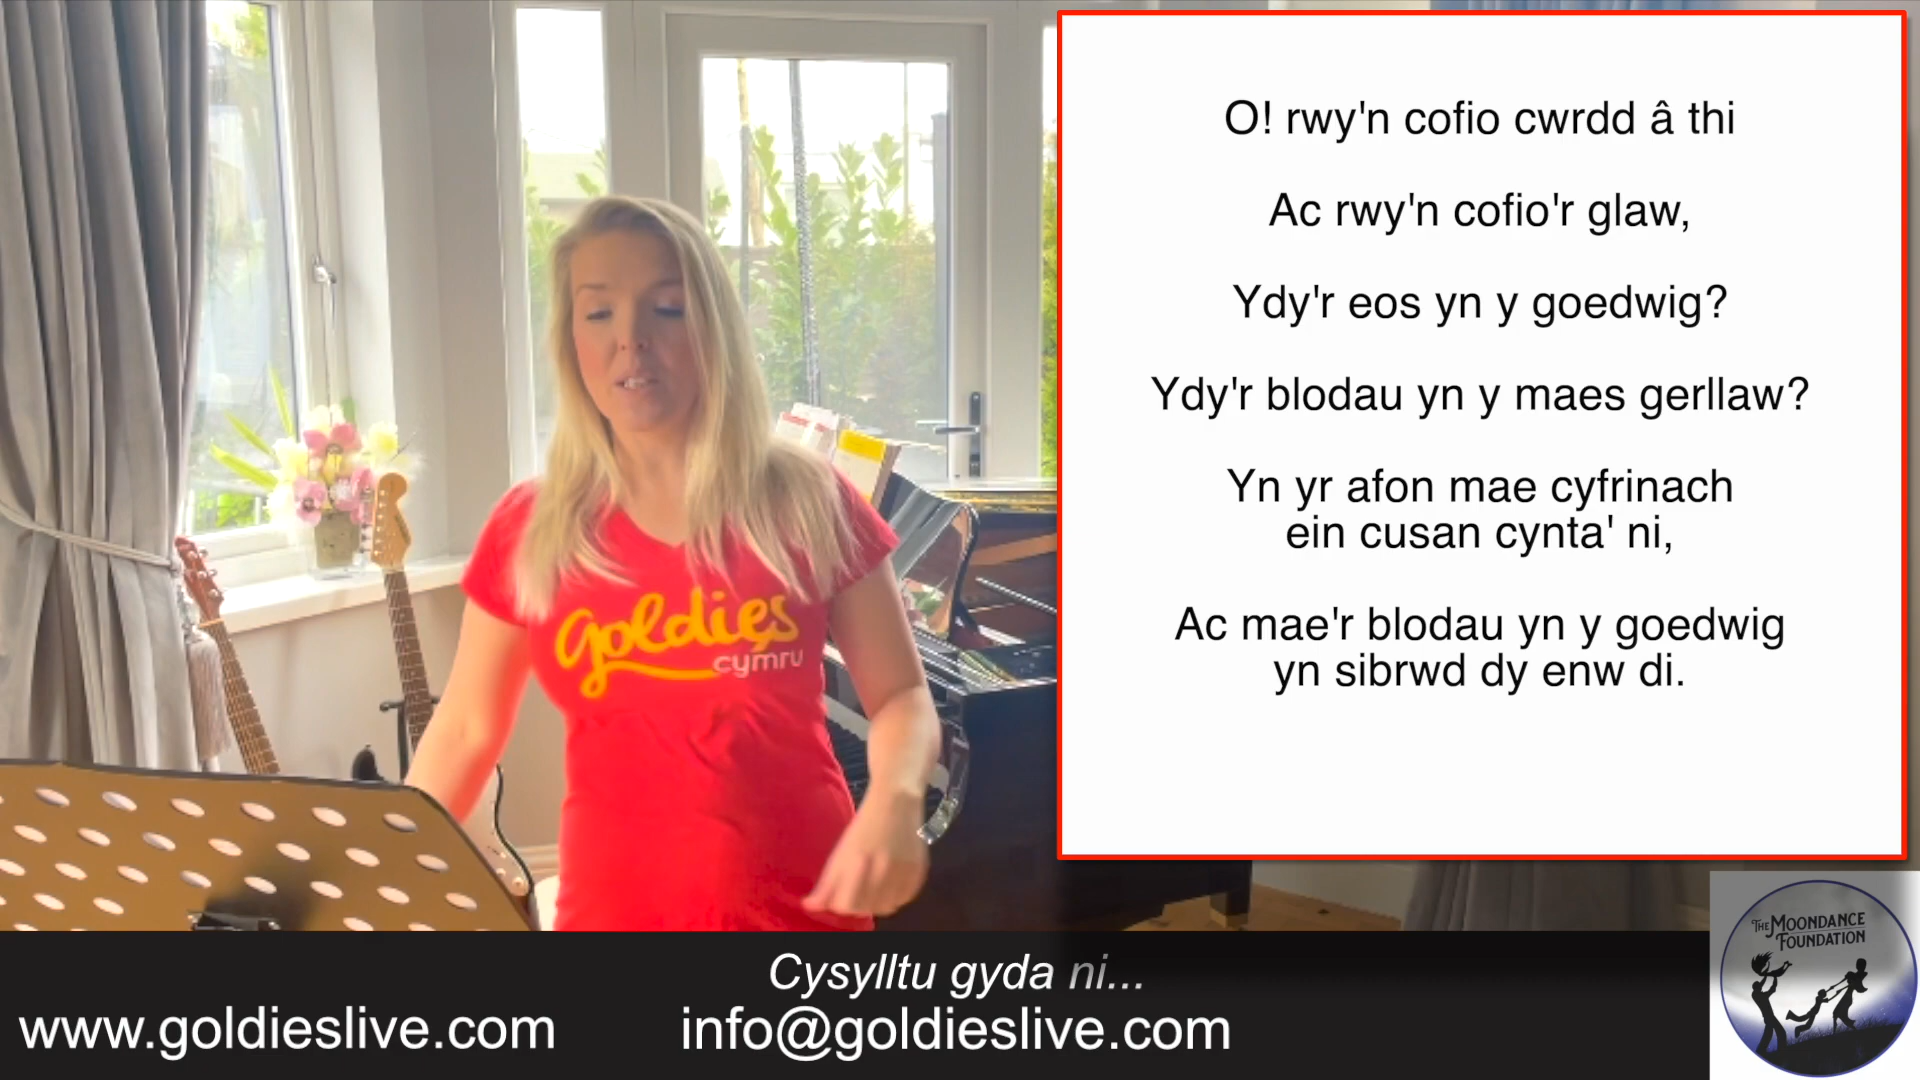 O! rwy'n cofio cwrdd â thi
Ac rwy'n cofio'r glaw,
Ydy'r eos yn y goedwig?
Ydy'r blodau yn y maes gerllaw?
Yn yr afon mae cyfrinach
ein cusan cynta' ni,
Ac mae'r blodau yn y goedwig
yn sibrwd dy enw di.
Goldies
cymru
THE MOONDANCE
FOUNDATION
Cysylltu gyda ni...
www.goldieslive.com
info@goldieslive.com